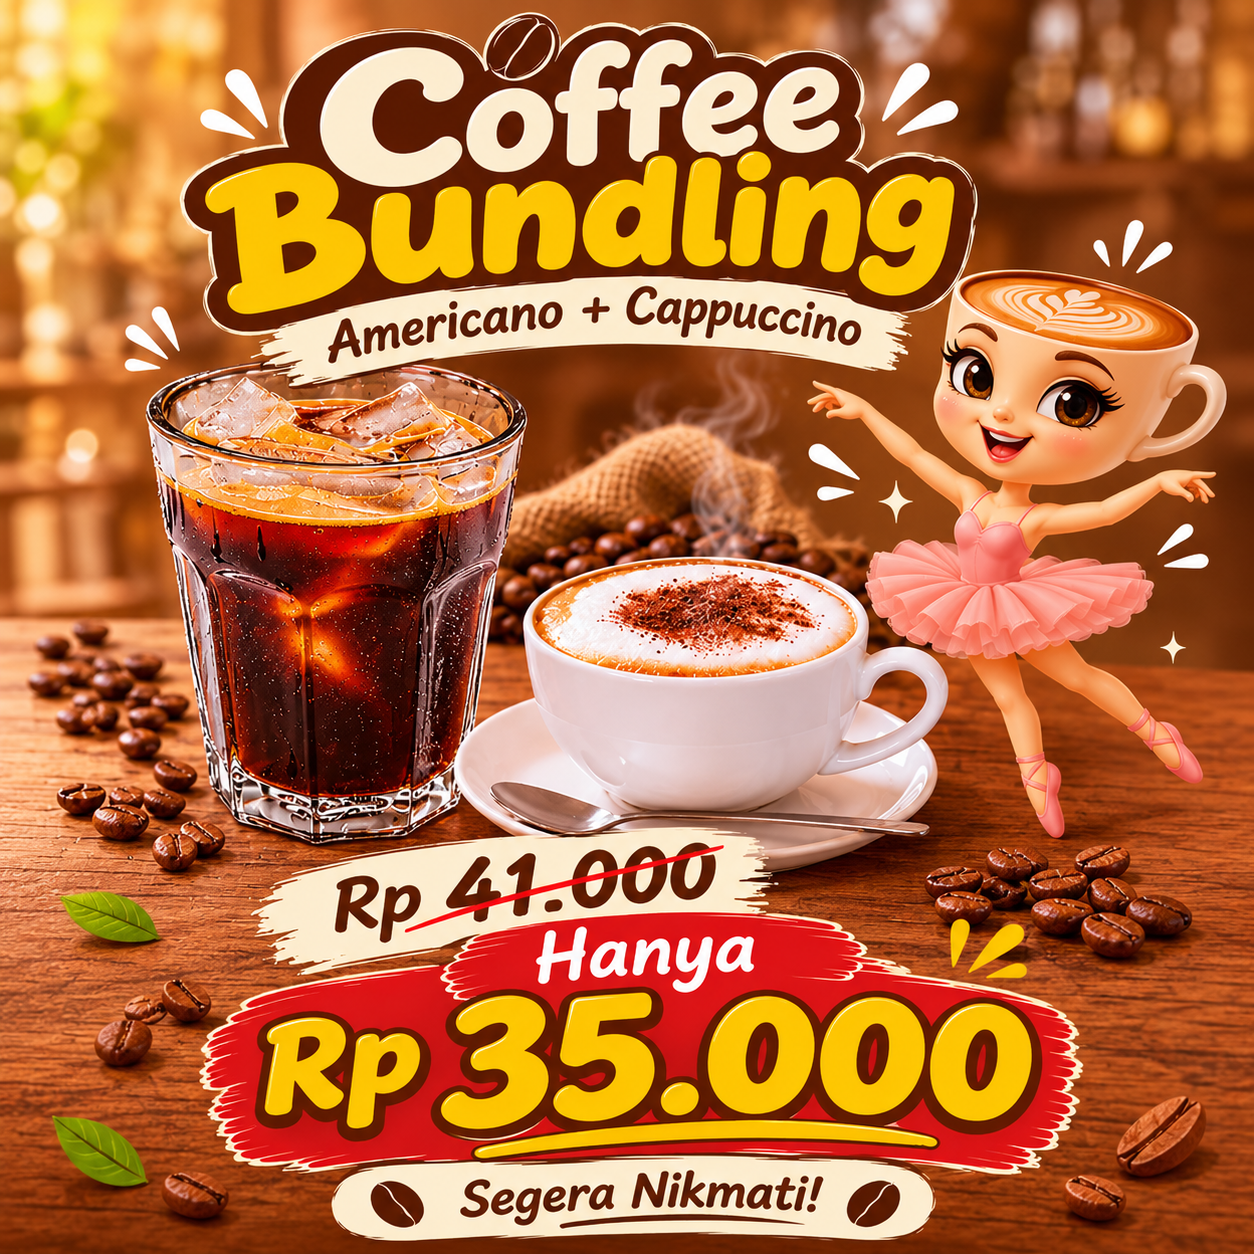 Coffee
Bundling
Americano + Cappuccino
Rp 41.000
Hanya
Rp 35.000
Segera Nikmati!